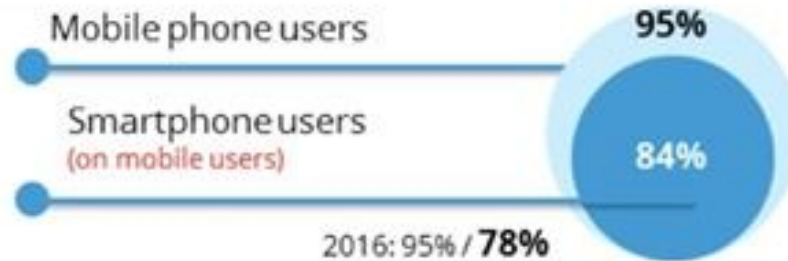 Mobile phone users
95%
Smartphone users
(on mobile users)
84%
2016: 95% / 78%